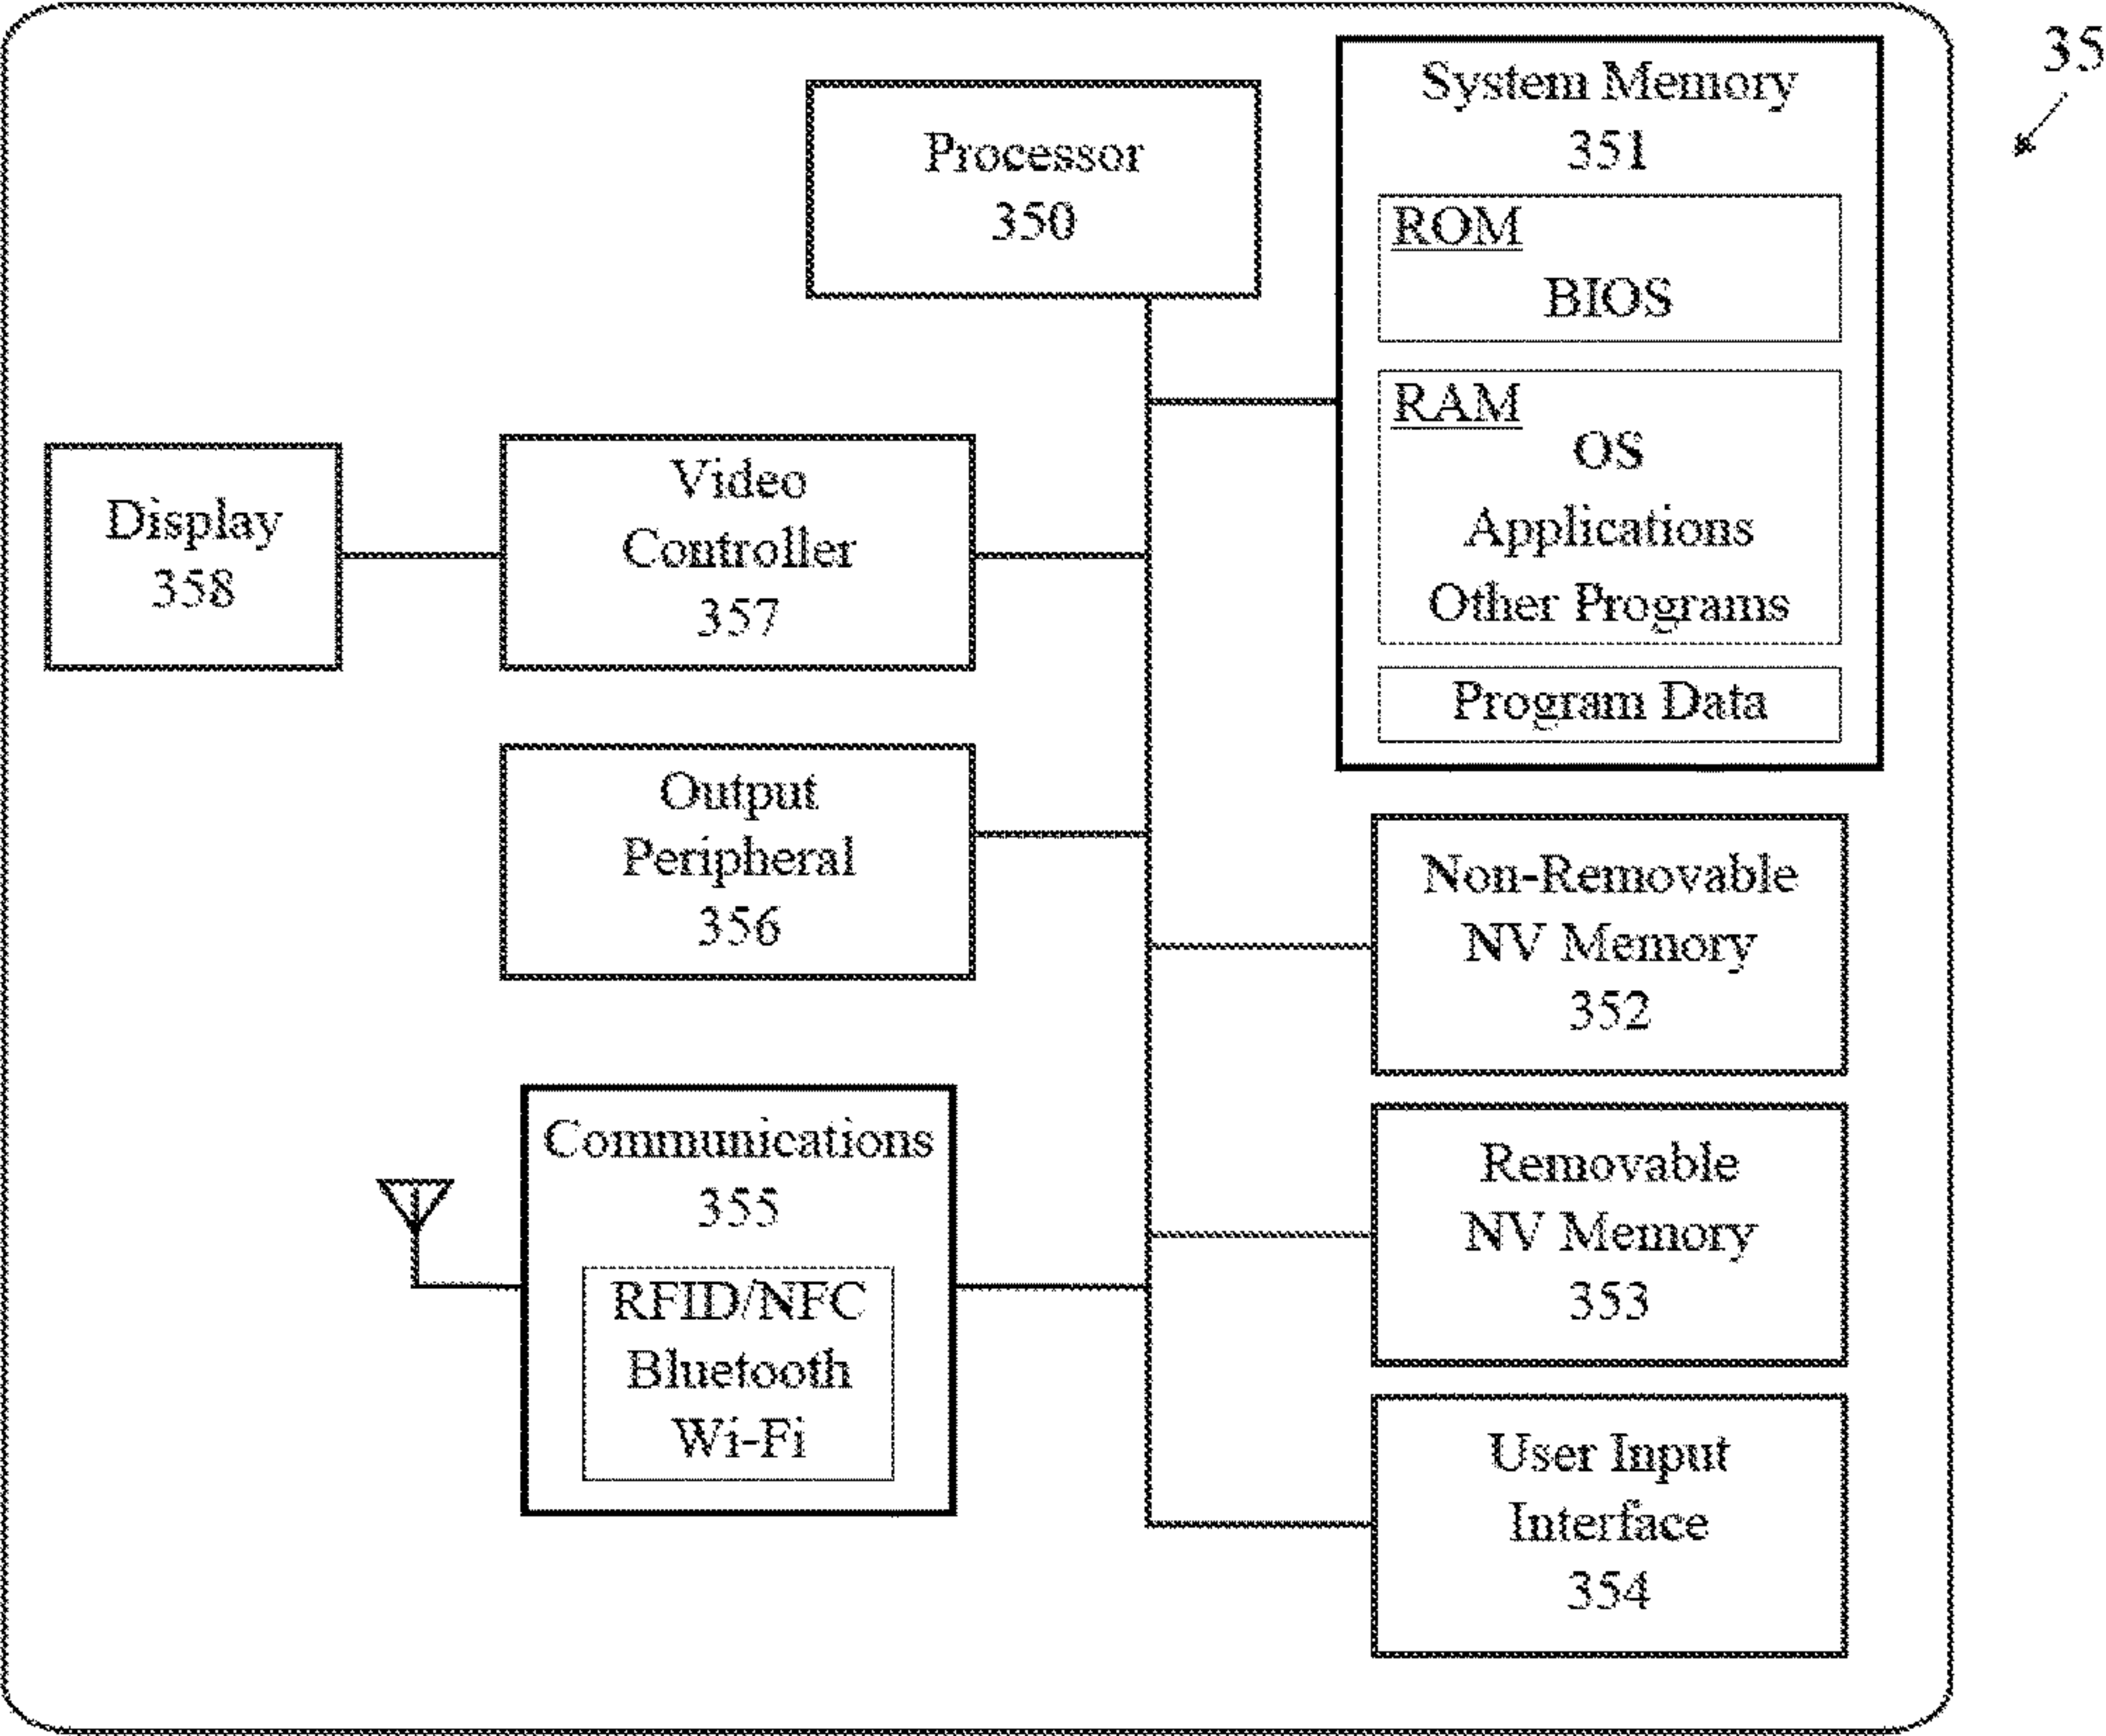 35
Processor
350
System Memory
351
ROM
BIOS
RAM
OS
Applications
Other Programs
Program Data
Display
358
Video
Controller
357
Output
Peripheral
356
Non-Removable
NV Memory
352
Communications
355
RFID/NFC
Bluetooth
Wi-Fi
Removable
NV Memory
353
User Input
Interface
354